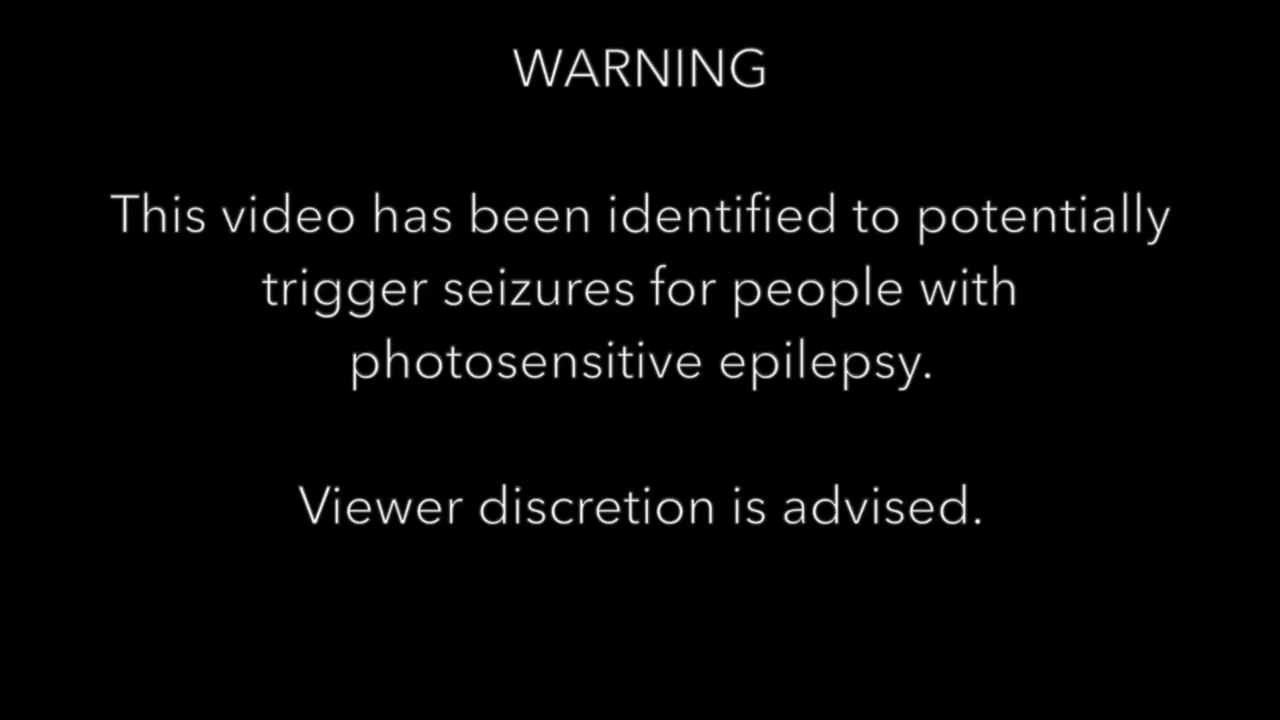 WARNING
This video has been identified to potentially
trigger seizures for people with
photosensitive epilepsy.
Viewer discretion is advised.